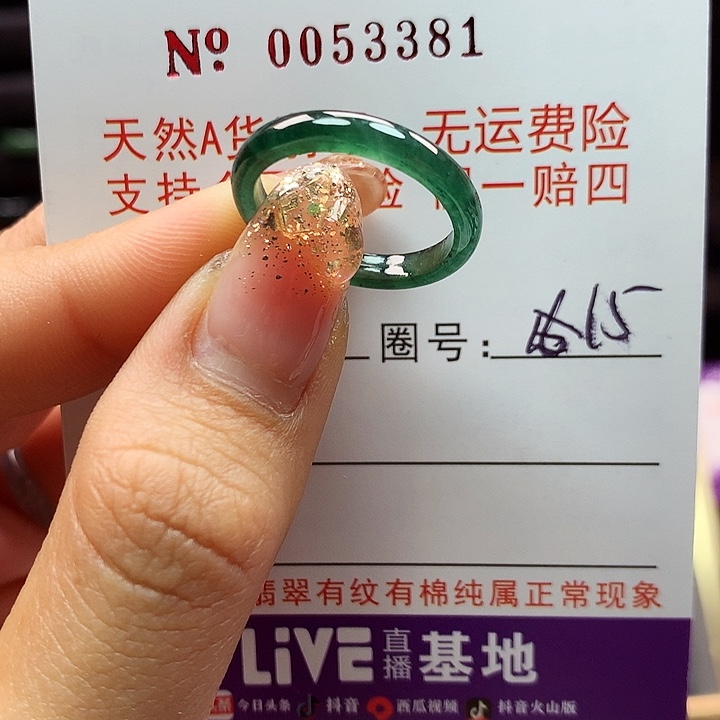 Nº 0053381
天然A货 无运费险
支持 验 假一赔四
圈号：
翡翠有纹有棉纯属正常现象
LiVE 直播 基地
今日头条 抖音 西瓜视频 抖音火山版